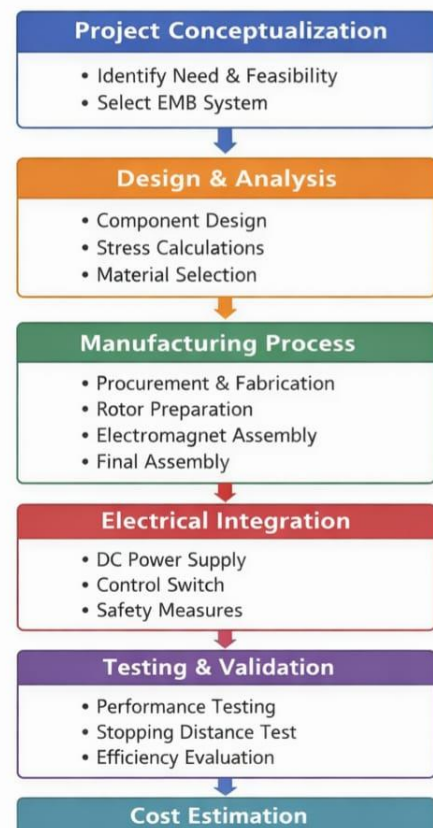 Project Conceptualization
• Identify Need & Feasibility
• Select EMB System
Design & Analysis
• Component Design
• Stress Calculations
• Material Selection
Manufacturing Process
• Procurement & Fabrication
• Rotor Preparation
• Electromagnet Assembly
• Final Assembly
Electrical Integration
• DC Power Supply
• Control Switch
• Safety Measures
Testing & Validation
• Performance Testing
• Stopping Distance Test
• Efficiency Evaluation
Cost Estimation